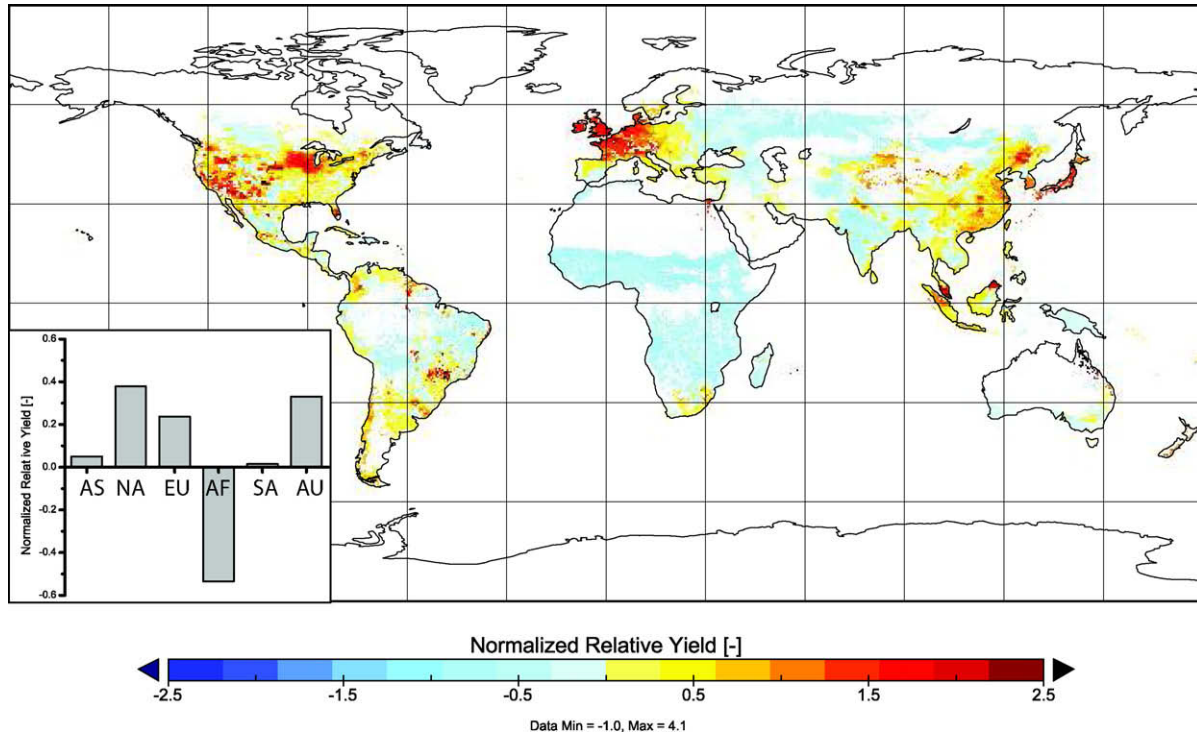 0.6
0.4
0.2
0.0
-0.2
-0.4
-0.6
Normalized Relative Yield [-]
AS NA EU AF SA AU
Normalized Relative Yield [-]
-2.5 -1.5 -0.5 0.5 1.5 2.5
Data Min = -1.0, Max = 4.1